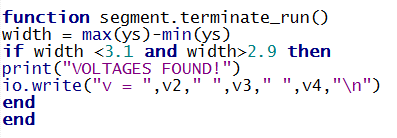 function segment.terminate_run()
width = max(ys)-min(ys)
if width <3.1 and width>2.9 then
print("VOLTAGES FOUND!")
io.write("v = ",v2," ",v3," ",v4,"\n")
end
end